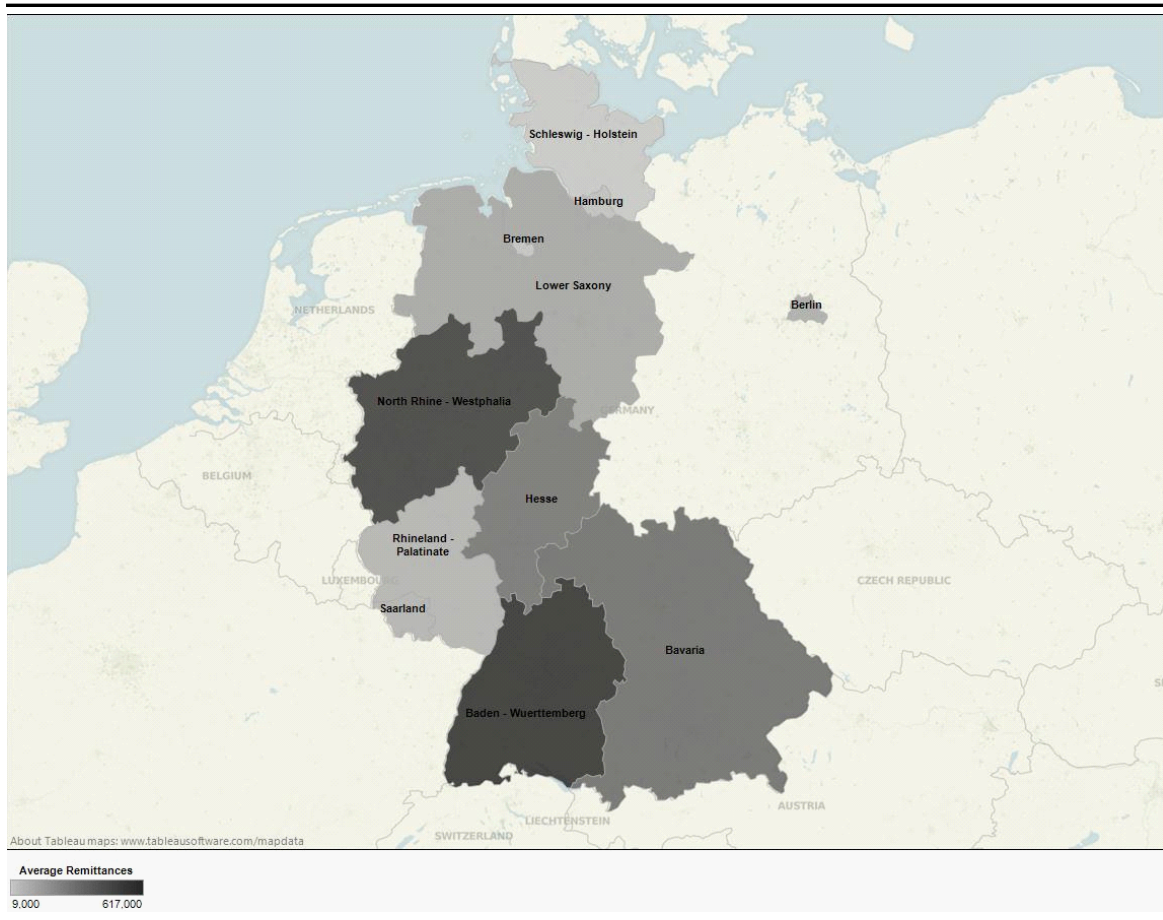 Schleswig - Holstein
Hamburg
Bremen
Lower Saxony
Berlin
NETHERLANDS
North Rhine - Westphalia
GERMANY
BELGIUM
Hesse
Rhineland -
Palatinate
LUXEMBOU
CZECH REPUBLIC
Saarland
Bavaria
Baden - Wuerttemberg
AUSTRIA
LIECHTENSTEIN
SWITZERLAND
About Tableau maps: www.tableausoftware.com/mapdata
Average Remittances
9,000 617,000